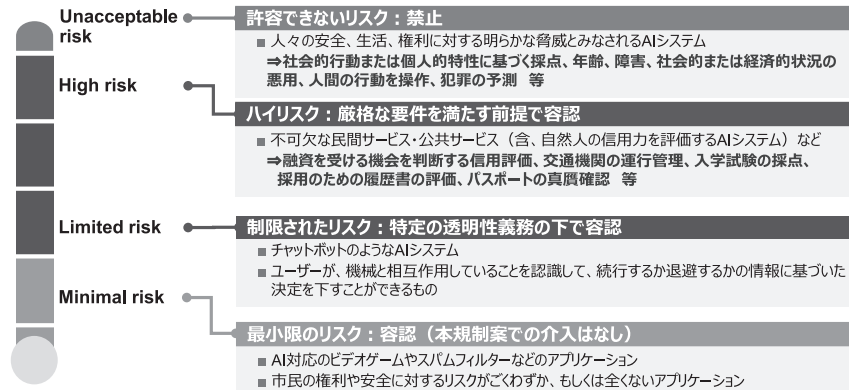 Unacceptable risk
許容できないリスク：禁止
■ 人々の安全、生活、権利に対する明らかな脅威とみなされるAIシステム
⇒社会的行動または個人的特性に基づく採点、年齢、障害、社会的または経済的状況の
悪用、人間の行動を操作、犯罪の予測 等
High risk
ハイリスク：厳格な要件を満たす前提で容認
■ 不可欠な民間サービス・公共サービス（含、自然人の信用力を評価するAIシステム）など
⇒融資を受ける機会を判断する信用評価、交通機関の運行管理、入学試験の採点、
採用のための履歴書の評価、パスポートの真贋確認 等
Limited risk
制限されたリスク：特定の透明性義務の下で容認
■ チャットボットのようなAIシステム
■ ユーザーが、機械と相互作用していることを認識して、続行するか退避するかの情報に基づいた
決定を下すことができるもの
Minimal risk
最小限のリスク：容認（本規制案での介入はなし）
■ AI対応のビデオゲームやスパムフィルターなどのアプリケーション
■ 市民の権利や安全に対するリスクがごくわずか、もしくは全くないアプリケーション